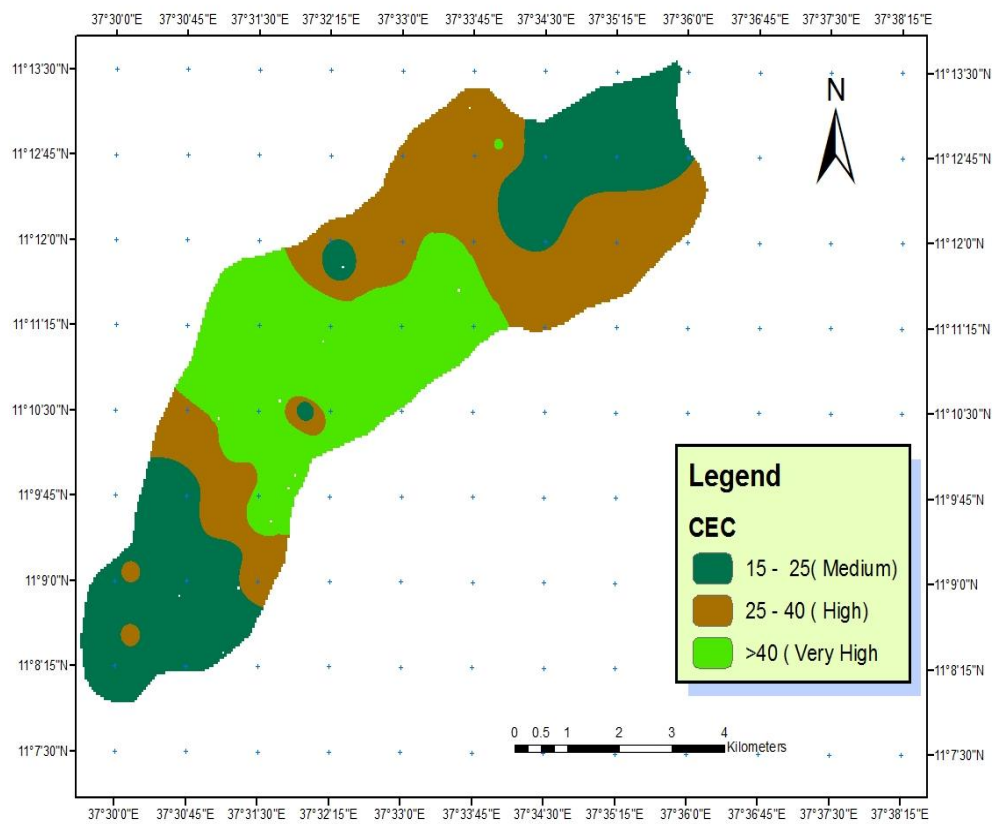 37°30'0"E 37°30'45"E 37°31'30"E 37°32'15"E 37°33'0"E 37°33'45"E 37°34'30"E 37°35'15"E 37°36'0"E 37°36'45"E 37°37'30"E 37°38'15"E
11°13'30"N 11°13'30"N
N
11°12'45"N 11°12'45"N
11°12'0"N 11°12'0"N
11°11'15"N 11°11'15"N
11°10'30"N 11°10'30"N
Legend
11°9'45"N 11°9'45"N
CEC
15 - 25( Medium)
11°9'0"N 11°9'0"N
25 - 40 ( High)
>40 ( Very High
11°8'15"N 11°8'15"N
0 0.5 1 2 3 4
Kilometers
11°7'30"N 11°7'30"N
37°30'0"E 37°30'45"E 37°31'30"E 37°32'15"E 37°33'0"E 37°33'45"E 37°34'30"E 37°35'15"E 37°36'0"E 37°36'45"E 37°37'30"E 37°38'15"E